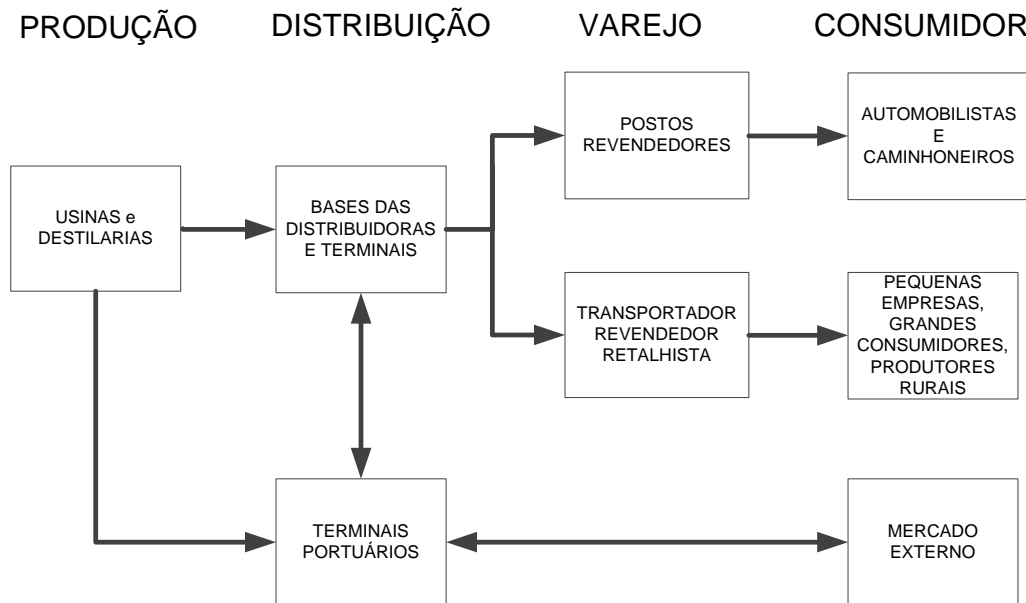 PRODUÇÃO
DISTRIBUIÇÃO
VAREJO
CONSUMIDOR
USINAS e
DESTILARIAS
BASES DAS
DISTRIBUIDORAS
E TERMINAIS
POSTOS
REVENDEDORES
AUTOMOBILISTAS
E
CAMINHONEIROS
TRANSPORTADOR
REVENDEDOR
RETALHISTA
PEQUENAS
EMPRESAS,
GRANDES
CONSUMIDORES,
PRODUTORES
RURAIS
TERMINAIS
PORTUÁRIOS
MERCADO
EXTERNO